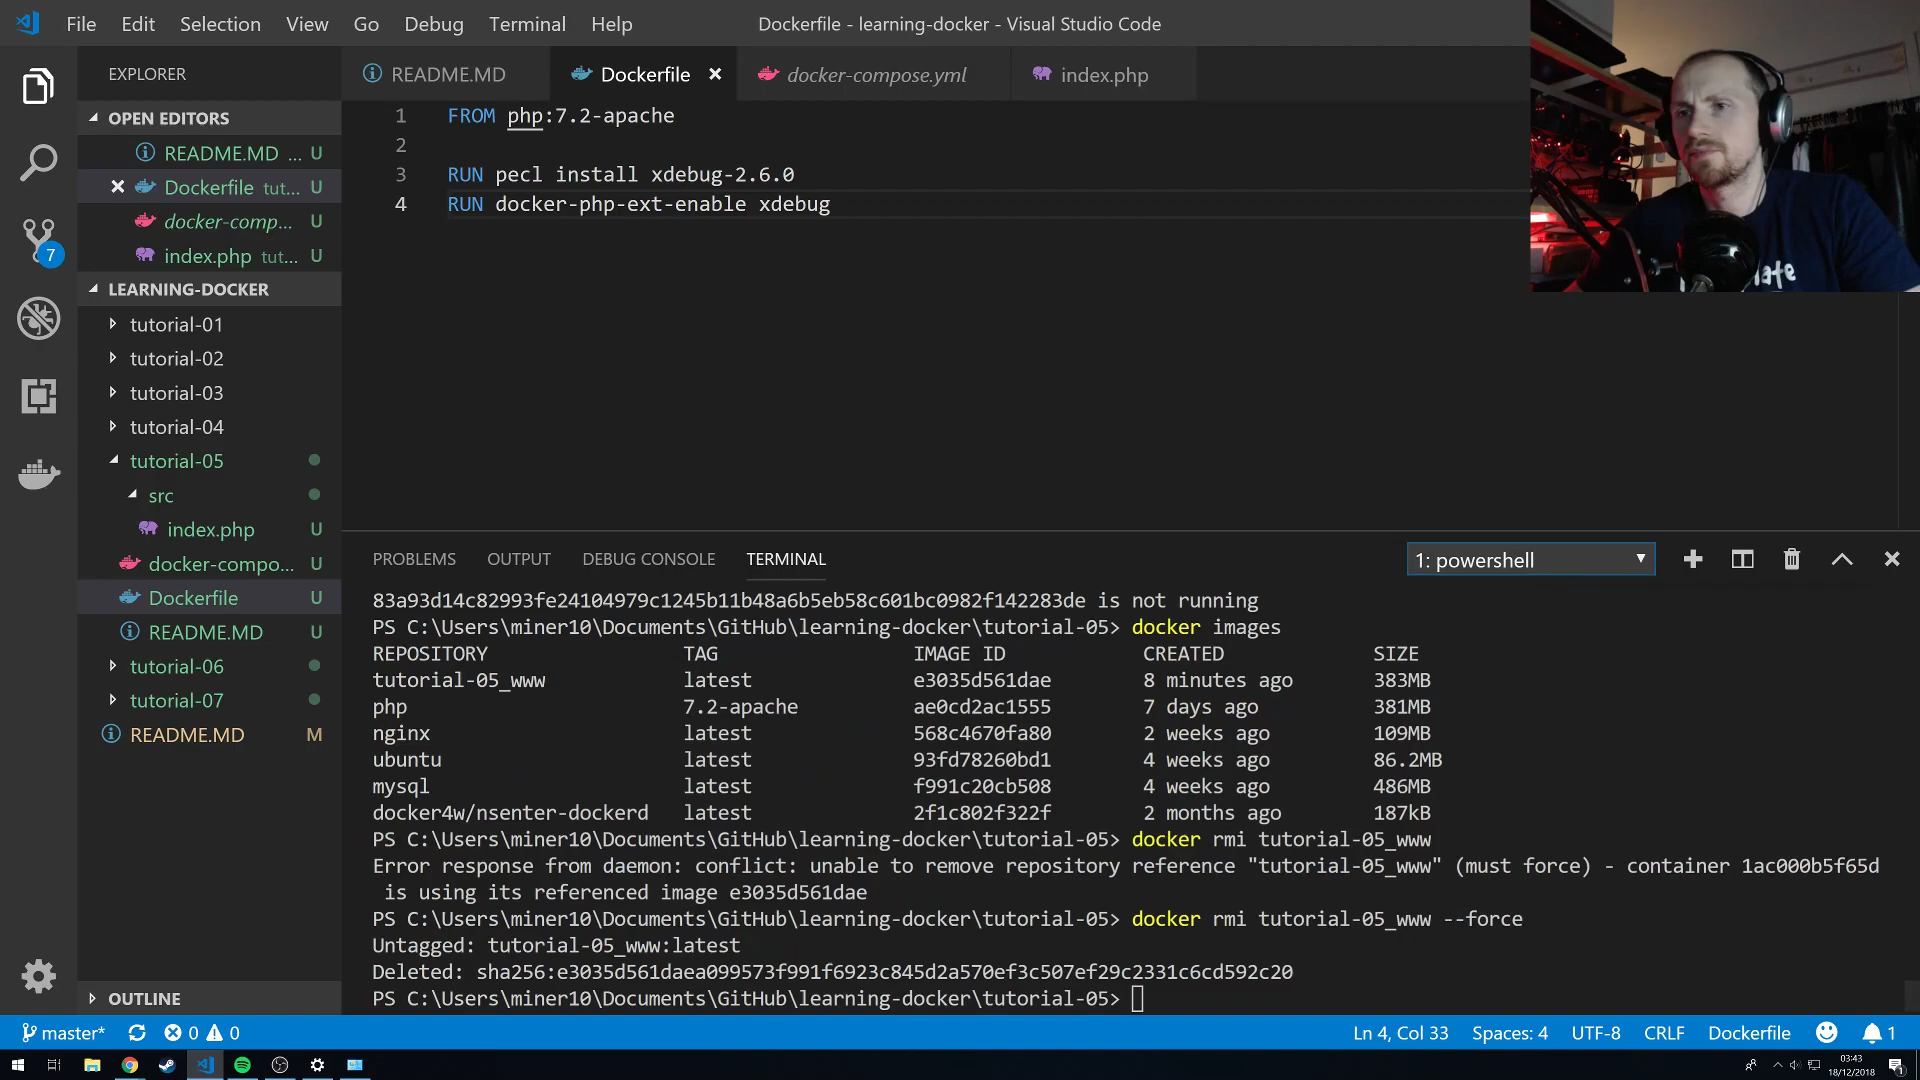 File Edit Selection View Go Debug Terminal Help
Dockerfile - learning-docker - Visual Studio Code
EXPLORER
OPEN EDITORS
README.MD ... U
Dockerfile tut... U
docker-comp... U
index.php tut... U
LEARNING-DOCKER
tutorial-01
tutorial-02
tutorial-03
tutorial-04
tutorial-05
src
index.php U
docker-compo... U
Dockerfile U
README.MD U
tutorial-06
tutorial-07
README.MD M
OUTLINE
7
README.MD
Dockerfile
docker-compose.yml
index.php
1 FROM php:7.2-apache
2
3 RUN pecl install xdebug-2.6.0
4 RUN docker-php-ext-enable xdebug
PROBLEMS OUTPUT DEBUG CONSOLE TERMINAL
1: powershell
83a93d14c82993fe24104979c1245b11b48a6b5eb58c601bc0982f142283de is not running
PS C:\Users\miner10\Documents\GitHub\learning-docker\tutorial-05> docker images
REPOSITORY TAG IMAGE ID CREATED SIZE
tutorial-05_www latest e3035d561dae 8 minutes ago 383MB
php 7.2-apache ae0cd2ac1555 7 days ago 381MB
nginx latest 568c4670fa80 2 weeks ago 109MB
ubuntu latest 93fd78260bd1 4 weeks ago 86.2MB
mysql latest f991c20cb508 4 weeks ago 486MB
docker4w/nsenter-dockerd latest 2f1c802f322f 2 months ago 187kB
PS C:\Users\miner10\Documents\GitHub\learning-docker\tutorial-05> docker rmi tutorial-05_www
Error response from daemon: conflict: unable to remove repository reference "tutorial-05_www" (must force) - container 1ac000b5f65d
is using its referenced image e3035d561dae
PS C:\Users\miner10\Documents\GitHub\learning-docker\tutorial-05> docker rmi tutorial-05_www --force
Untagged: tutorial-05_www:latest
Deleted: sha256:e3035d561daea099573f991f6923c845d2a570ef3c507ef29c2331c6cd592c20
PS C:\Users\miner10\Documents\GitHub\learning-docker\tutorial-05>
master* 0 0
Ln 4, Col 33 Spaces: 4 UTF-8 CRLF Dockerfile 1
03:43
18/12/2018